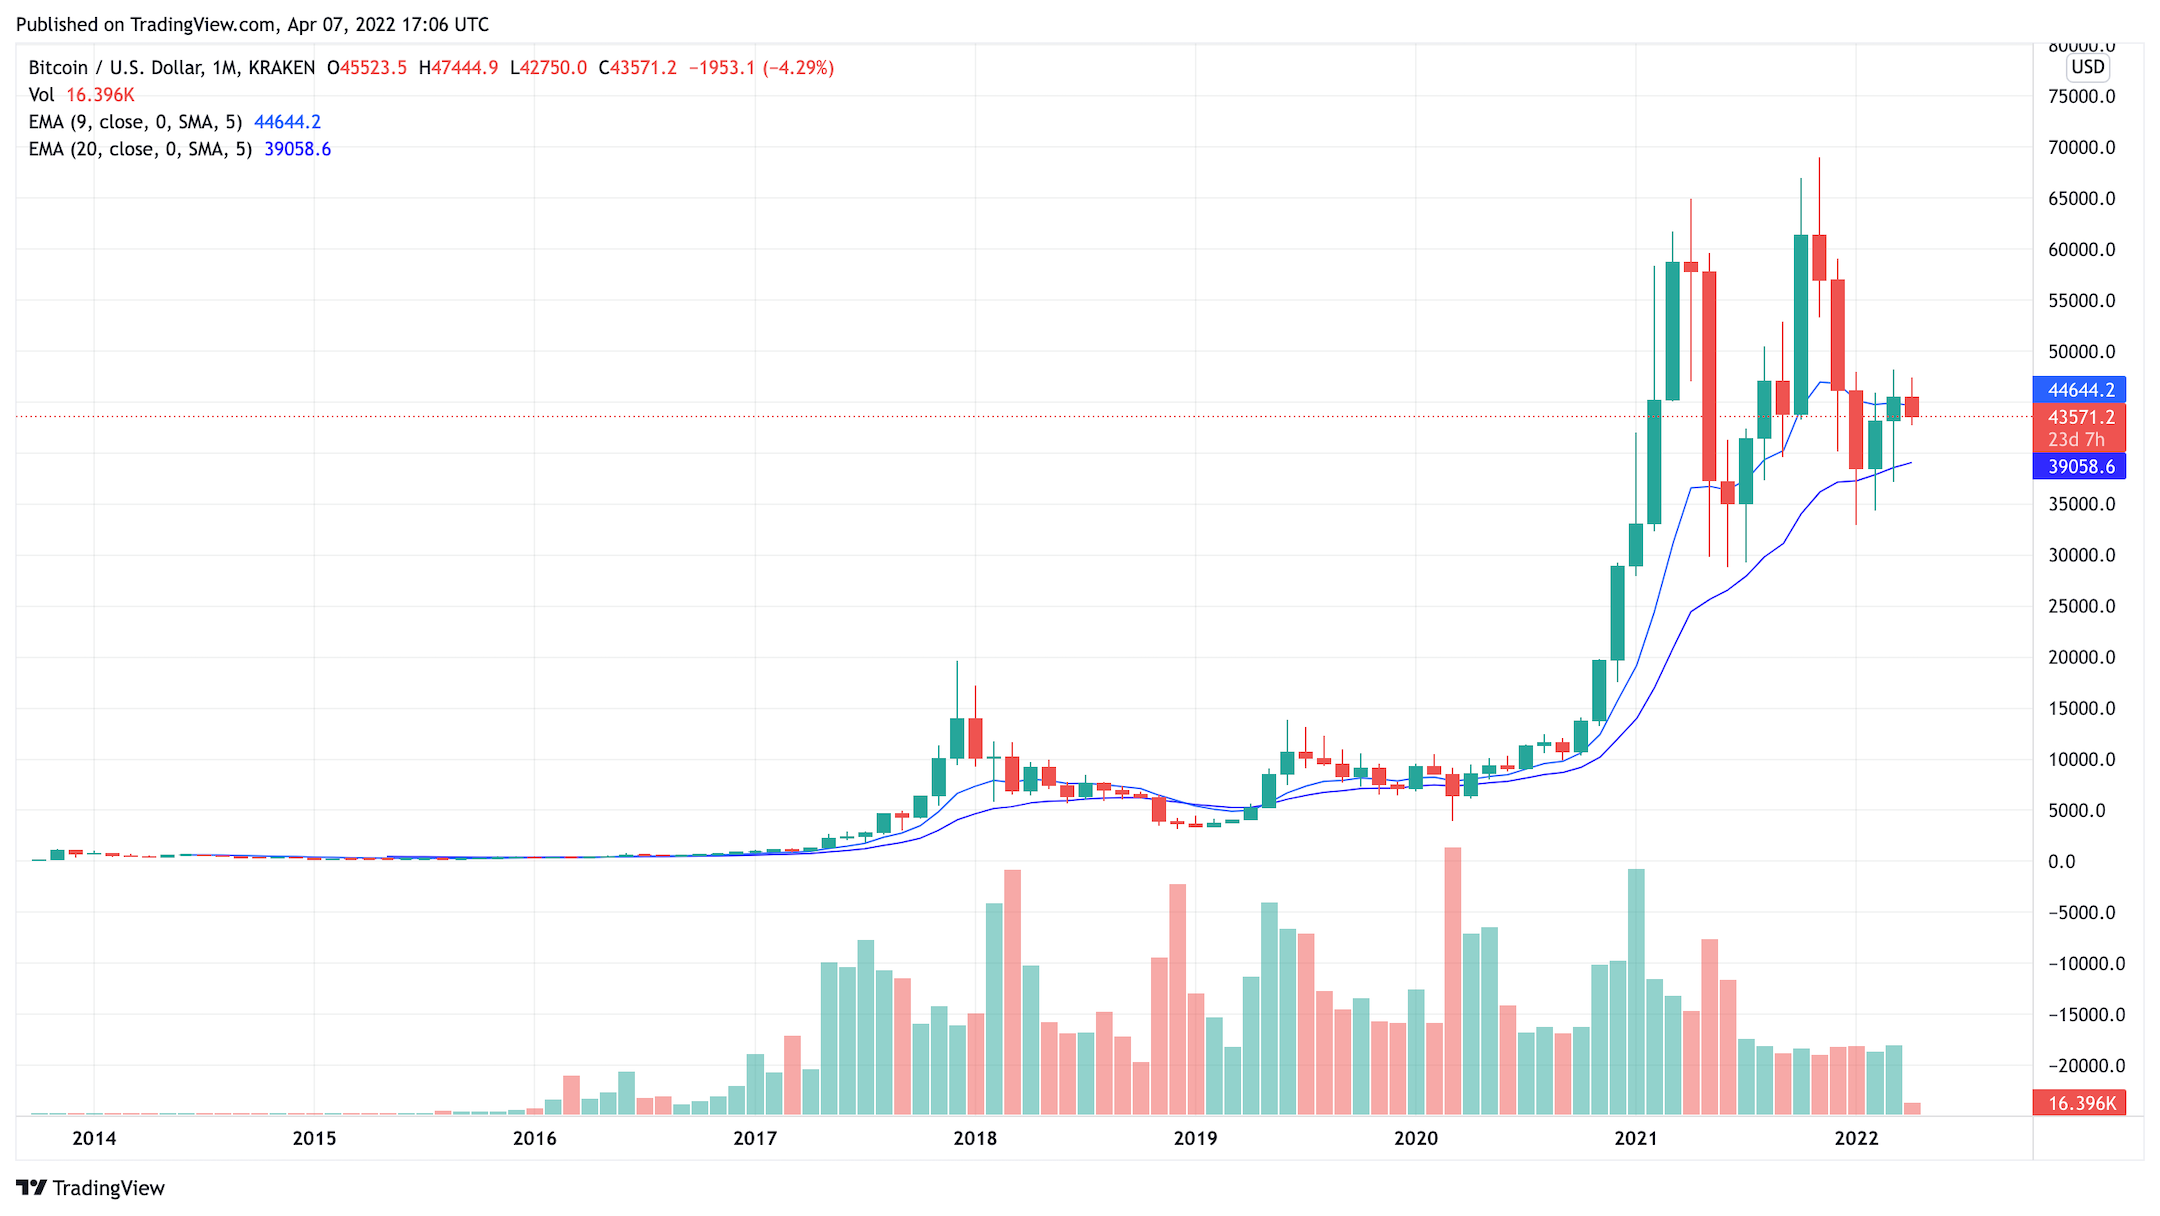 Published on TradingView.com, Apr 07, 2022 17:06 UTC
Bitcoin / U.S. Dollar, 1M, KRAKEN O45523.5 H47444.9 L42750.0 C43571.2 −1953.1 (−4.29%)
Vol 16.396K
EMA (9, close, 0, SMA, 5) 44644.2
EMA (20, close, 0, SMA, 5) 39058.6
80000.0
USD
75000.0
70000.0
65000.0
60000.0
55000.0
50000.0
44644.2
43571.2
23d 7h
39058.6
35000.0
30000.0
25000.0
20000.0
15000.0
10000.0
5000.0
0.0
−5000.0
−10000.0
−15000.0
−20000.0
16.396K
2014 2015 2016 2017 2018 2019 2020 2021 2022
TradingView